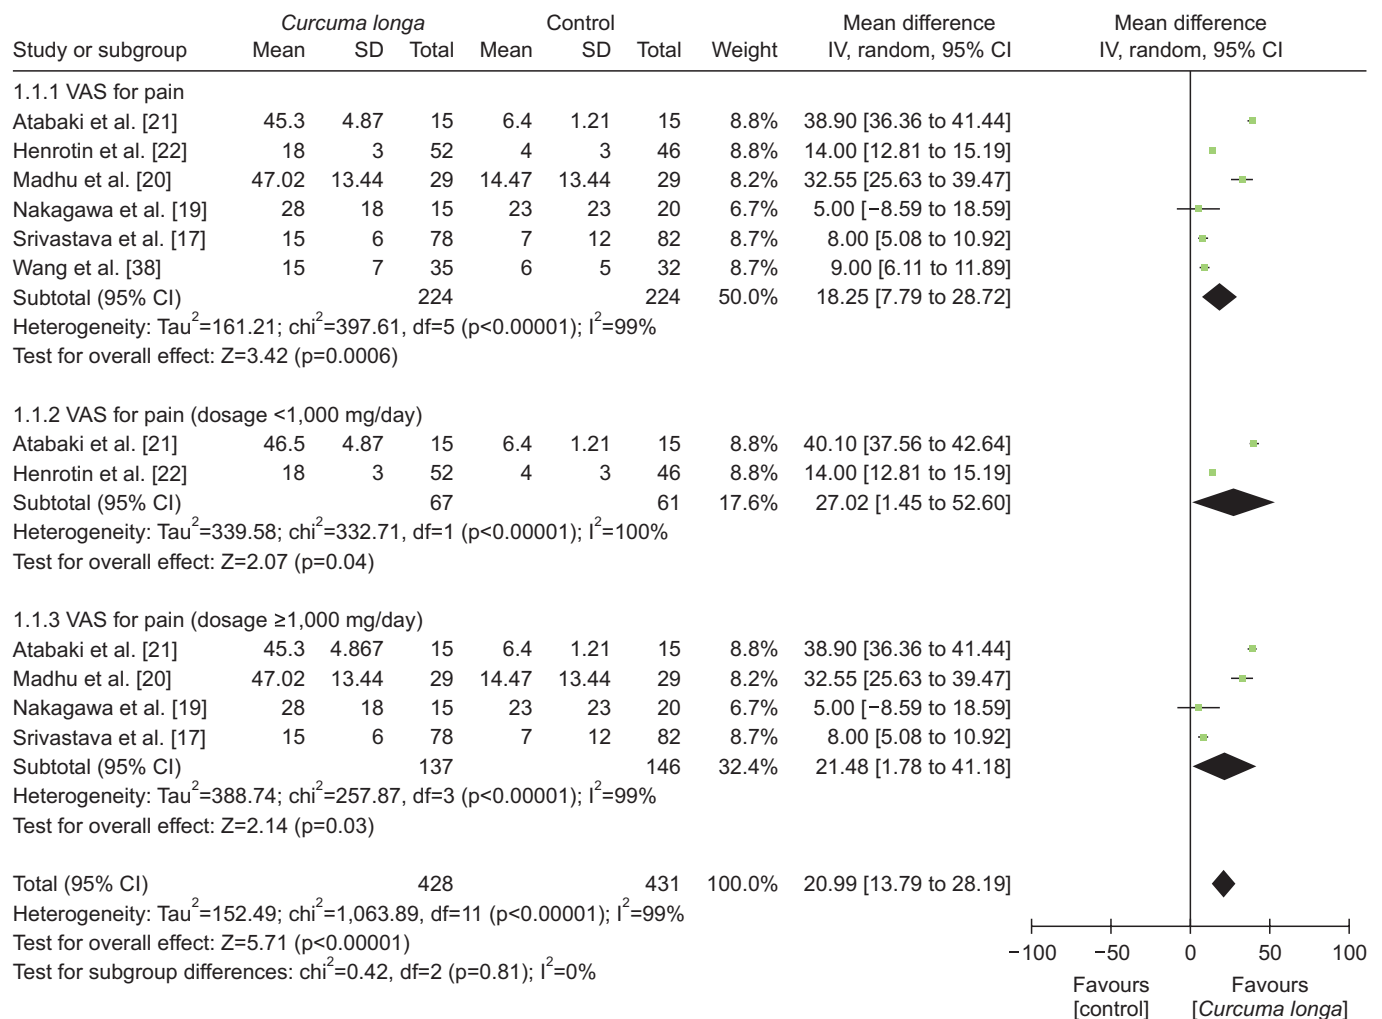 Curcuma longa Control Mean difference Mean difference
Study or subgroup Mean SD Total Mean SD Total Weight IV, random, 95% CI IV, random, 95% CI
1.1.1 VAS for pain
Atabaki et al. [21] 45.3 4.87 15 6.4 1.21 15 8.8% 38.90 [36.36 to 41.44]
Henrotin et al. [22] 18 3 52 4 3 46 8.8% 14.00 [12.81 to 15.19]
Madhu et al. [20] 47.02 13.44 29 14.47 13.44 29 8.2% 32.55 [25.63 to 39.47]
Nakagawa et al. [19] 28 18 15 23 23 20 6.7% 5.00 [−8.59 to 18.59]
Srivastava et al. [17] 15 6 78 7 12 82 8.7% 8.00 [5.08 to 10.92]
Wang et al. [38] 15 7 35 6 5 32 8.7% 9.00 [6.11 to 11.89]
Subtotal (95% CI) 224 224 50.0% 18.25 [7.79 to 28.72]
Heterogeneity: Tau²=161.21; chi²=397.61, df=5 (p<0.00001); I²=99%
Test for overall effect: Z=3.42 (p=0.0006)
1.1.2 VAS for pain (dosage <1,000 mg/day)
Atabaki et al. [21] 46.5 4.87 15 6.4 1.21 15 8.8% 40.10 [37.56 to 42.64]
Henrotin et al. [22] 18 3 52 4 3 46 8.8% 14.00 [12.81 to 15.19]
Subtotal (95% CI) 67 61 17.6% 27.02 [1.45 to 52.60]
Heterogeneity: Tau²=339.58; chi²=332.71, df=1 (p<0.00001); I²=100%
Test for overall effect: Z=2.07 (p=0.04)
1.1.3 VAS for pain (dosage ≥1,000 mg/day)
Atabaki et al. [21] 45.3 4.867 15 6.4 1.21 15 8.8% 38.90 [36.36 to 41.44]
Madhu et al. [20] 47.02 13.44 29 14.47 13.44 29 8.2% 32.55 [25.63 to 39.47]
Nakagawa et al. [19] 28 18 15 23 23 20 6.7% 5.00 [−8.59 to 18.59]
Srivastava et al. [17] 15 6 78 7 12 82 8.7% 8.00 [5.08 to 10.92]
Subtotal (95% CI) 137 146 32.4% 21.48 [1.78 to 41.18]
Heterogeneity: Tau²=388.74; chi²=257.87, df=3 (p<0.00001); I²=99%
Test for overall effect: Z=2.14 (p=0.03)
Total (95% CI) 428 431 100.0% 20.99 [13.79 to 28.19]
Heterogeneity: Tau²=152.49; chi²=1,063.89, df=11 (p<0.00001); I²=99%
Test for overall effect: Z=5.71 (p<0.00001)
Test for subgroup differences: chi²=0.42, df=2 (p=0.81); I²=0%
−100 −50 0 50 100
Favours Favours
[control] [Curcuma longa]